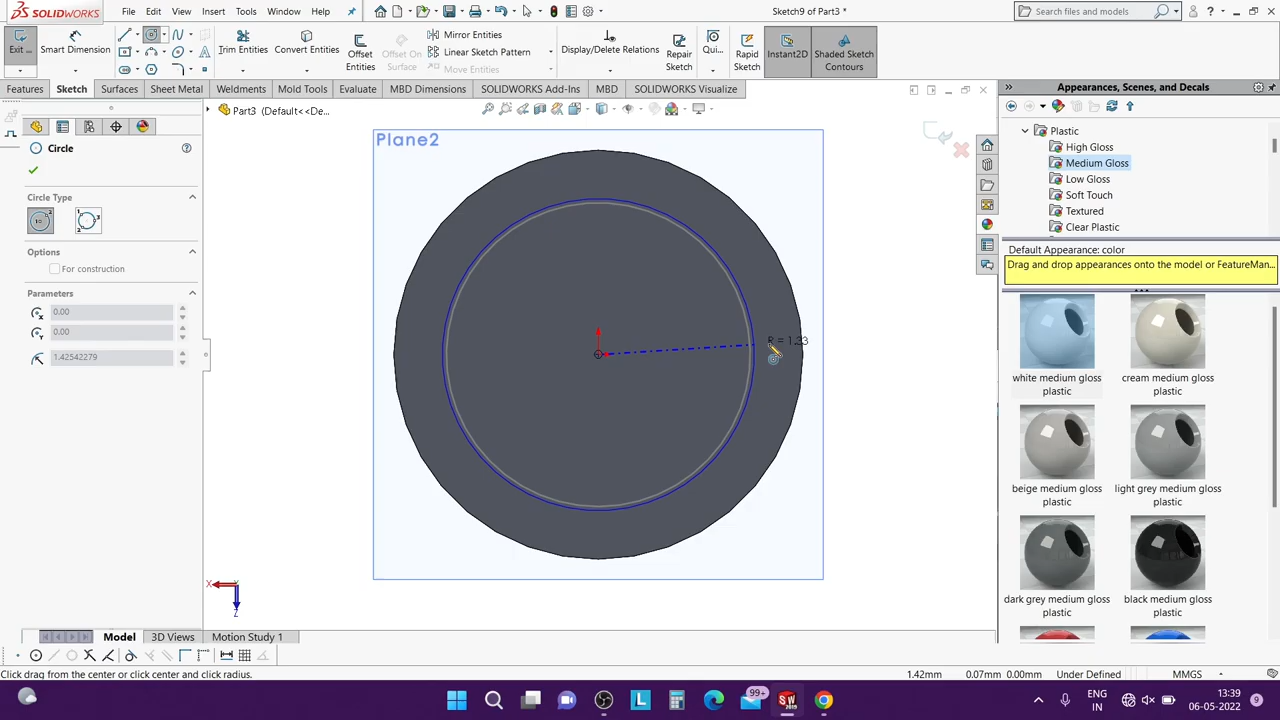 SOLIDWORKS File Edit View Insert Tools Window Help Sketch9 of Part3 * Search files and models
Exit ... Smart Dimension Trim Entities Convert Entities Offset Entities Offset On Surface Mirror Entities Linear Sketch Pattern Move Entities Display/Delete Relations Repair Sketch Qui... Rapid Sketch Instant2D Shaded Sketch Contours
Features Sketch Surfaces Sheet Metal Weldments Mold Tools Evaluate MBD Dimensions SOLIDWORKS Add-Ins MBD SOLIDWORKS Visualize
Appearances, Scenes, and Decals
Part3 (Default<<De...
Circle
Circle Type
Options
For construction
Parameters
0.00
0.00
1.42542279
Plane2
X
Z
Plastic
High Gloss
Medium Gloss
Low Gloss
Soft Touch
Textured
Clear Plastic
Default Appearance: color
Drag and drop appearances onto the model or FeatureMan...
white medium gloss plastic
cream medium gloss plastic
beige medium gloss plastic
light grey medium gloss plastic
dark grey medium gloss plastic
black medium gloss plastic
Model 3D Views Motion Study 1
Click drag from the center or click center and click radius. 1.42mm 0.07mm 0.00mm Under Defined MMGS
99+
ENG
IN
13:39
06-05-2022